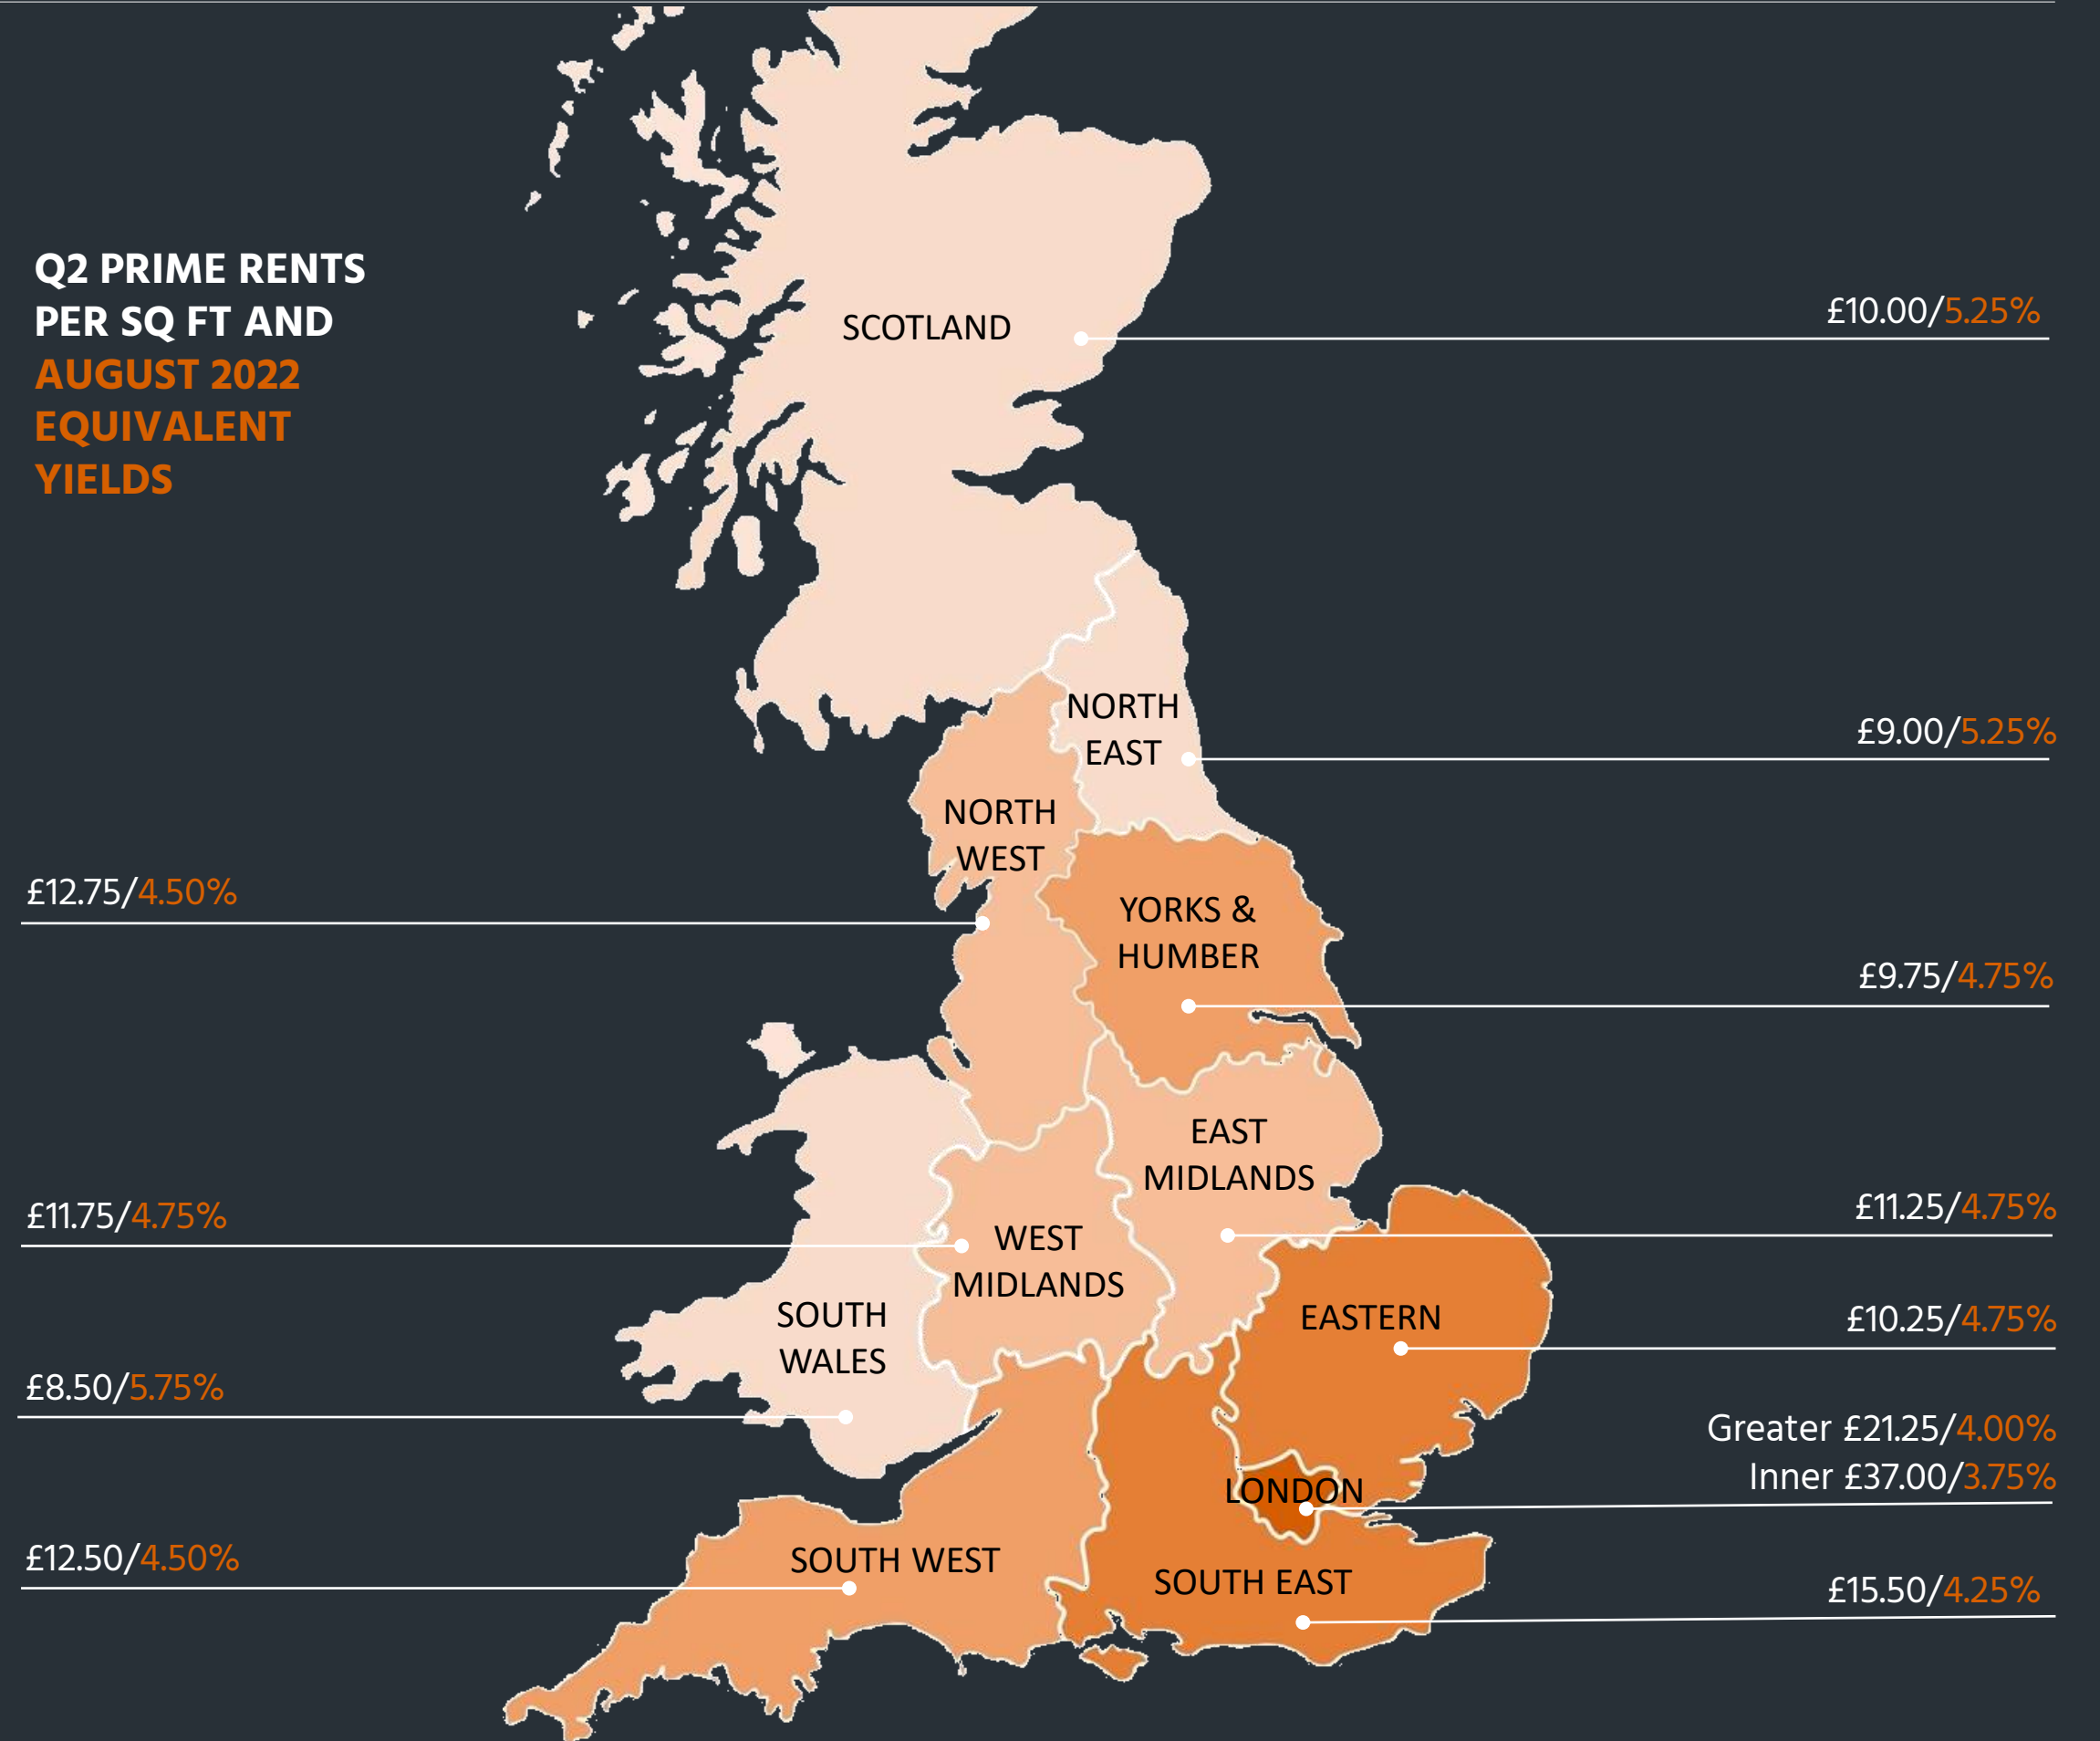 Q2 PRIME RENTS
PER SQ FT AND
AUGUST 2022
EQUIVALENT
YIELDS
SCOTLAND
£10.00/5.25%
NORTH
EAST
£9.00/5.25%
NORTH
WEST
£12.75/4.50%
YORKS &
HUMBER
£9.75/4.75%
EAST
MIDLANDS
£11.25/4.75%
£11.75/4.75%
WEST
MIDLANDS
SOUTH
WALES
£8.50/5.75%
EASTERN
£10.25/4.75%
Greater £21.25/4.00%
Inner £37.00/3.75%
LONDON
£12.50/4.50%
SOUTH WEST
SOUTH EAST
£15.50/4.25%